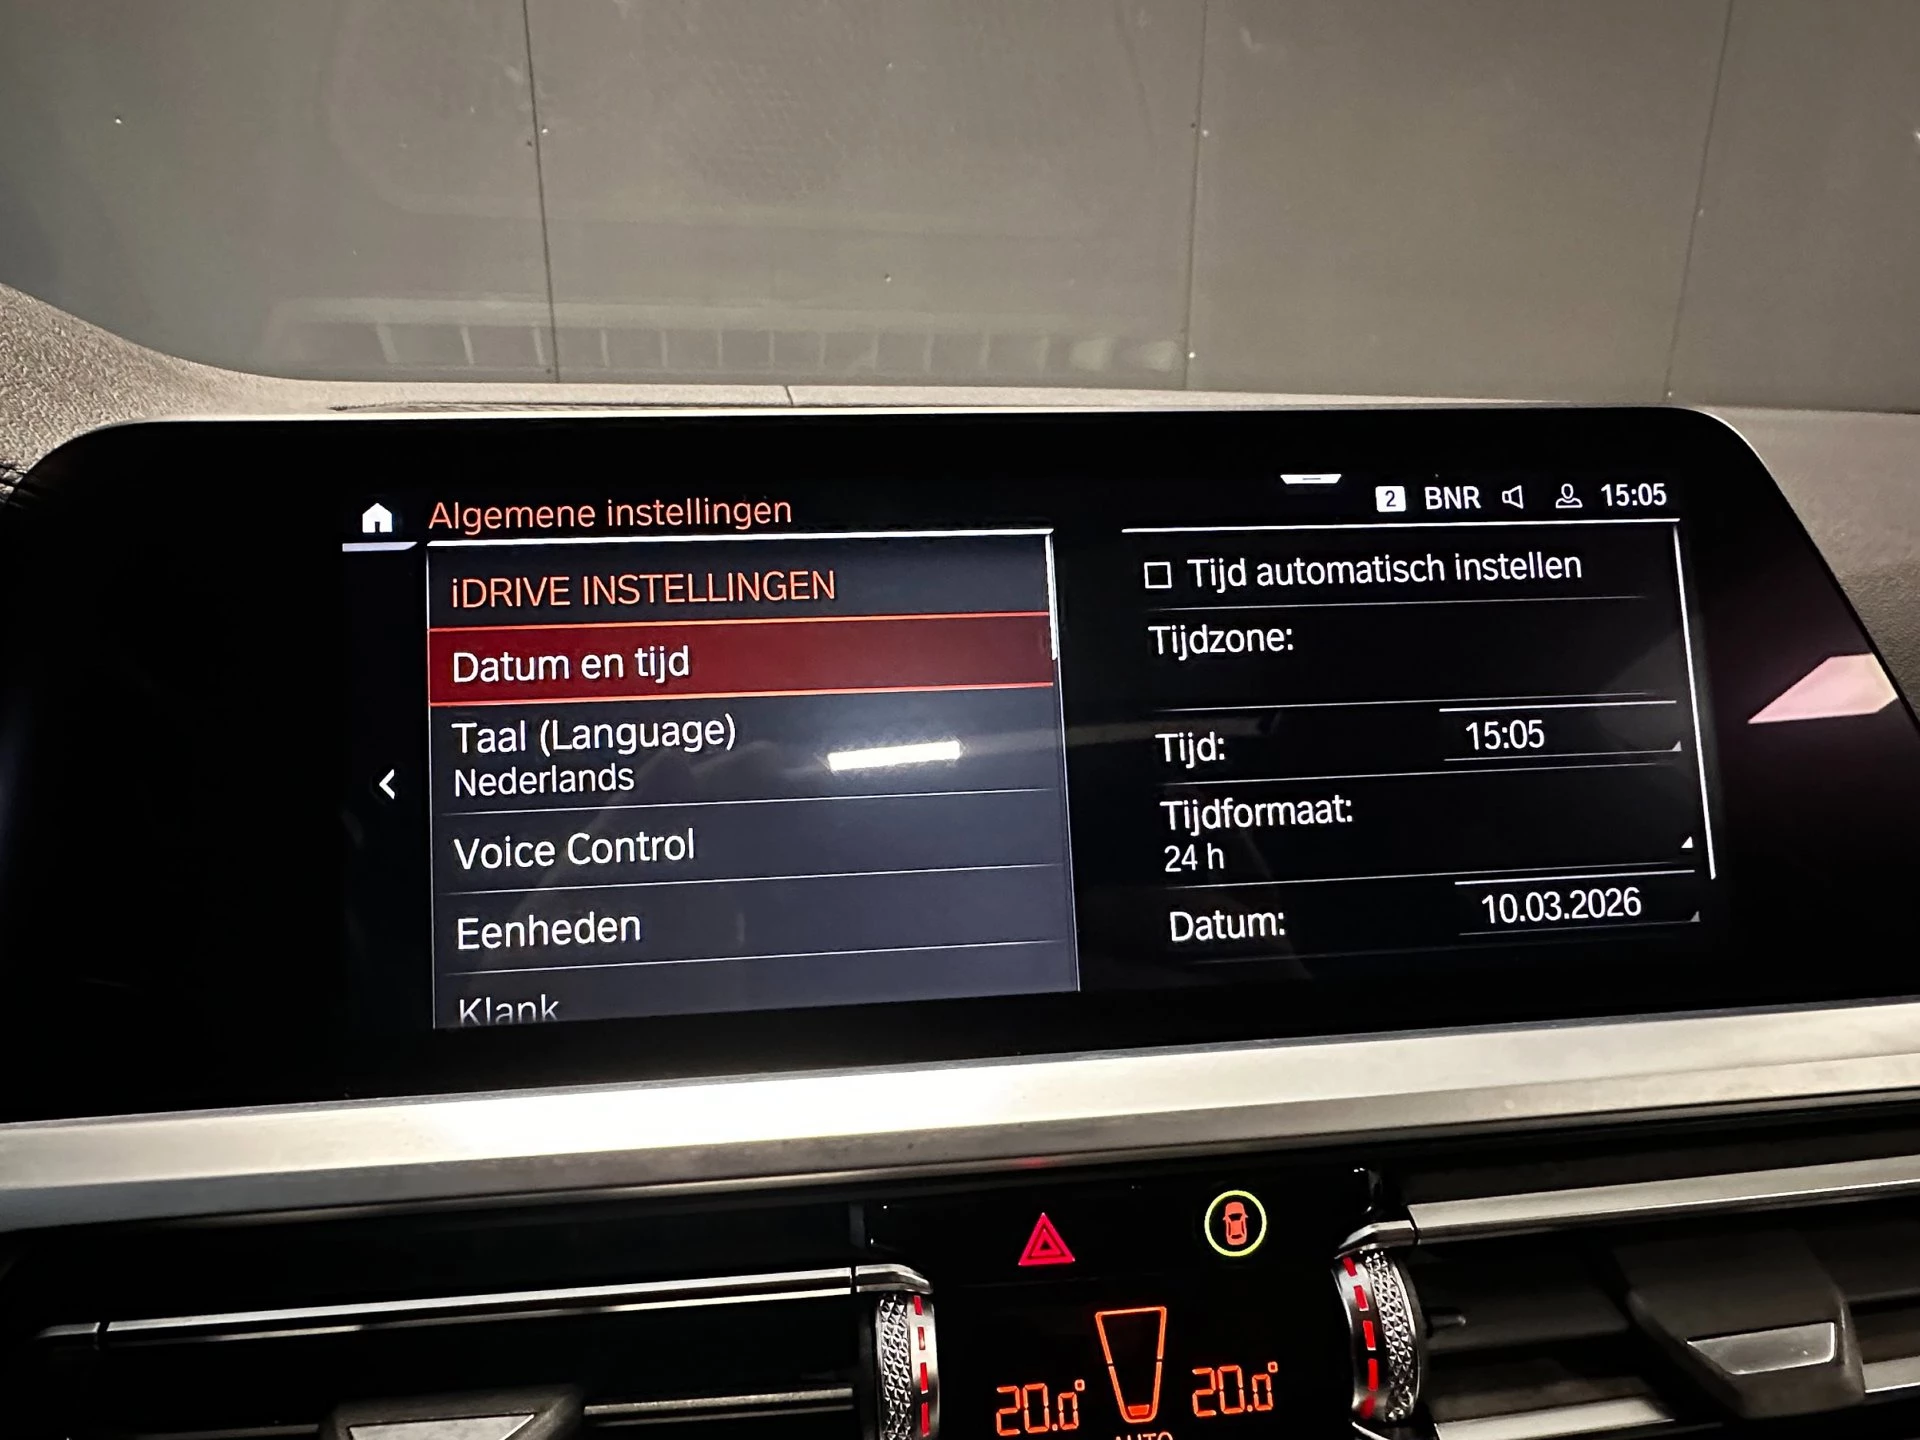 Algemene instellingen
2 BNR 15:05
iDRIVE INSTELLINGEN
Datum en tijd
Taal (Language)
Nederlands
Voice Control
Eenheden
Klank
Tijd automatisch instellen
Tijdzone:
Tijd: 15:05
Tijdformaat:
24 h
Datum: 10.03.2026
20.0° 20.0°
AUTO